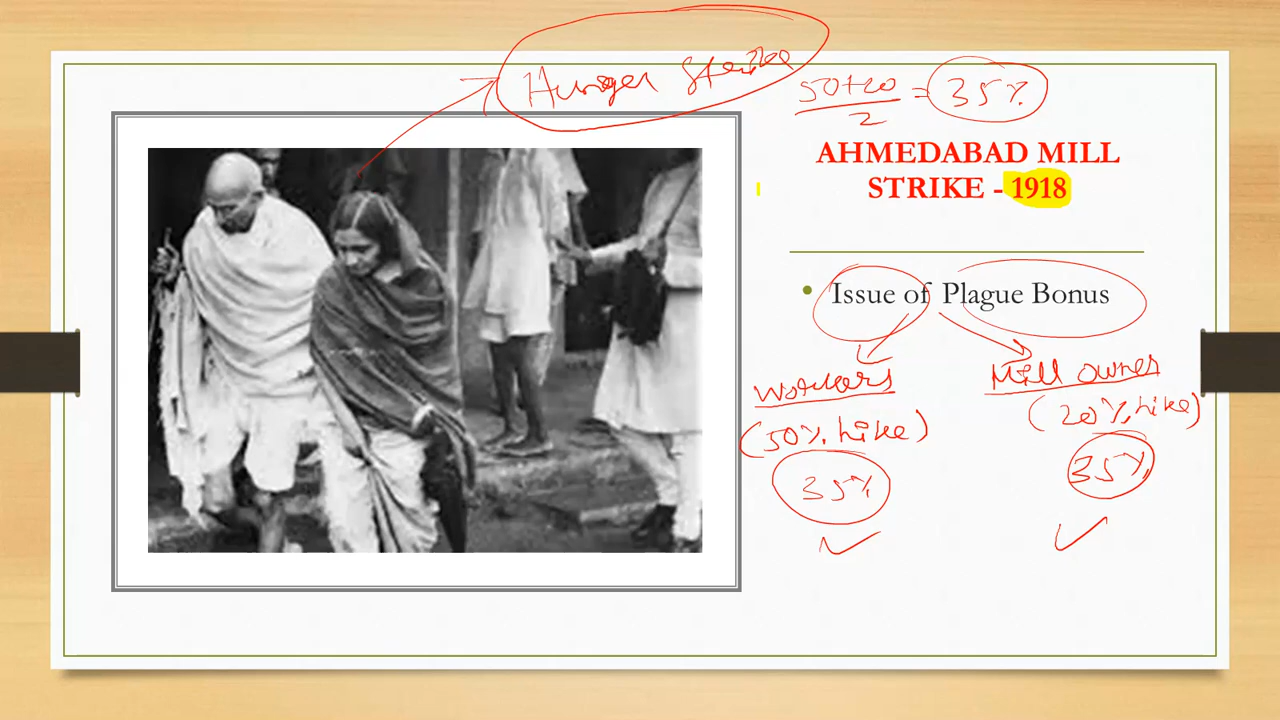 Hunger Strike
50+20
2
= 35%
AHMEDABAD MILL
STRIKE - 1918
• Issue of Plague Bonus
Workers
Mill owner
(50% hike)
(20% hike)
35%
35%